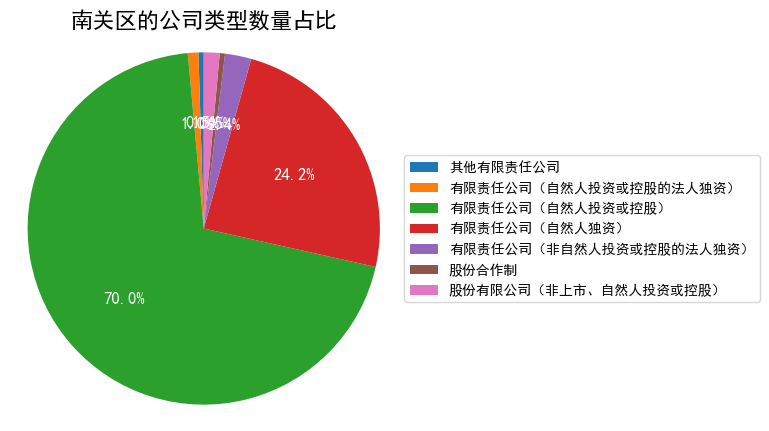 南关区的公司类型数量占比
24.2%
70.0%
其他有限责任公司
有限责任公司（自然人投资或控股的法人独资）
有限责任公司（自然人投资或控股）
有限责任公司（自然人独资）
有限责任公司（非自然人投资或控股的法人独资）
股份合作制
股份有限公司（非上市、自然人投资或控股）